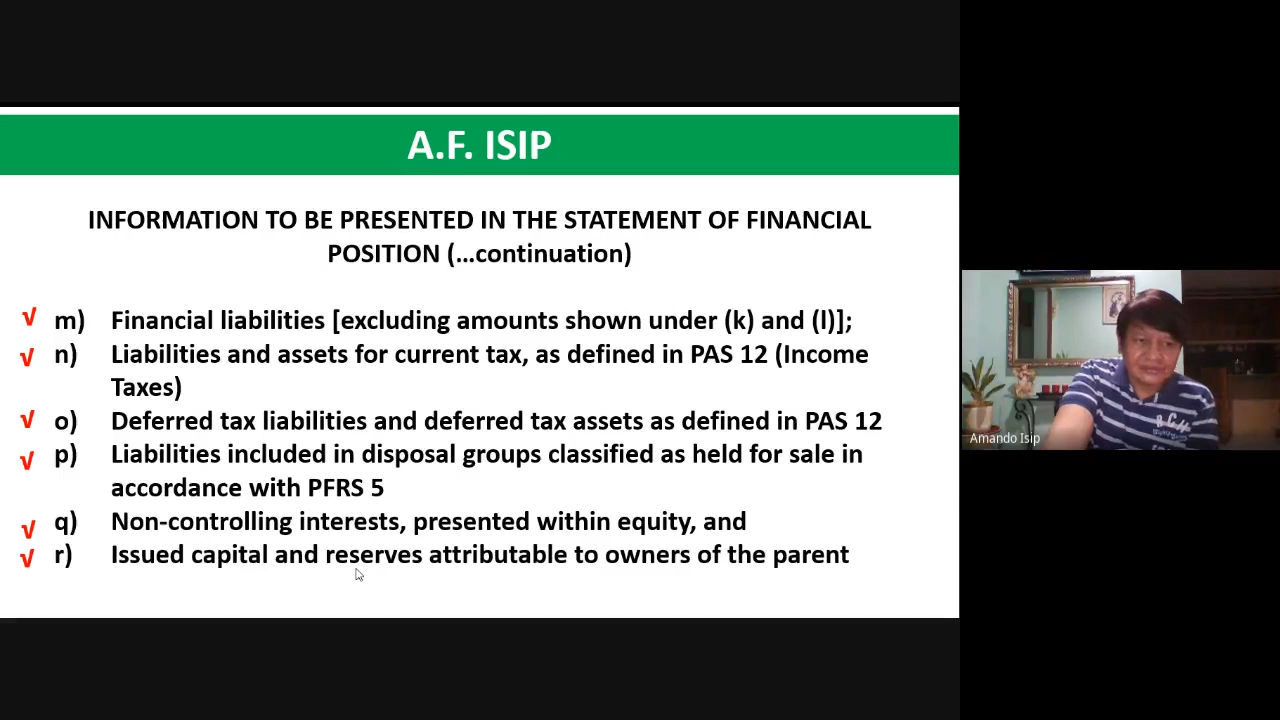 A.F. ISIP
INFORMATION TO BE PRESENTED IN THE STATEMENT OF FINANCIAL
POSITION (...continuation)
√ m) Financial liabilities [excluding amounts shown under (k) and (l)];
√ n) Liabilities and assets for current tax, as defined in PAS 12 (Income
Taxes)
√ o) Deferred tax liabilities and deferred tax assets as defined in PAS 12
√ p) Liabilities included in disposal groups classified as held for sale in
accordance with PFRS 5
√ q) Non-controlling interests, presented within equity, and
√ r) Issued capital and reserves attributable to owners of the parent
Amando Isip